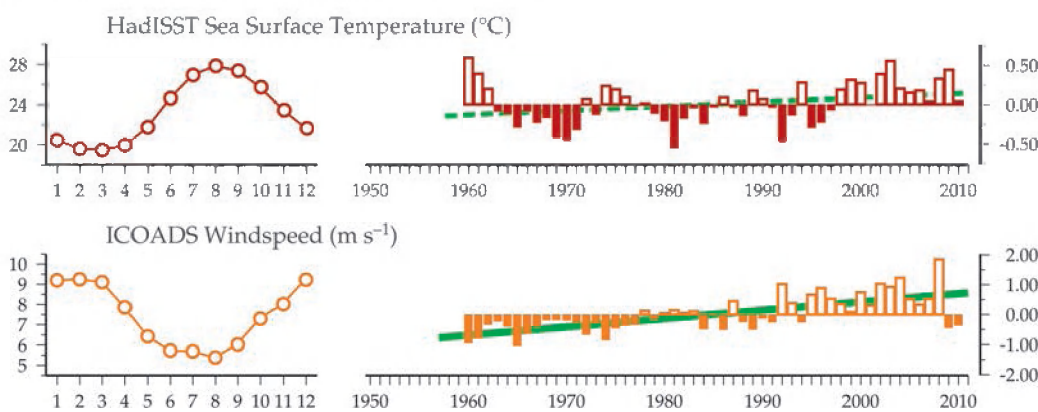 HadISST Sea Surface Temperature (°C)
28
24
20
1 2 3 4 5 6 7 8 9 10 11 12
0.50
0.00
-0.50
1950 1960 1970 1980 1990 2000 2010
ICOADS Windspeed (m s⁻¹)
10
9
8
7
6
5
1 2 3 4 5 6 7 8 9 10 11 12
2.00
1.00
0.00
-1.00
-2.00
1950 1960 1970 1980 1990 2000 2010